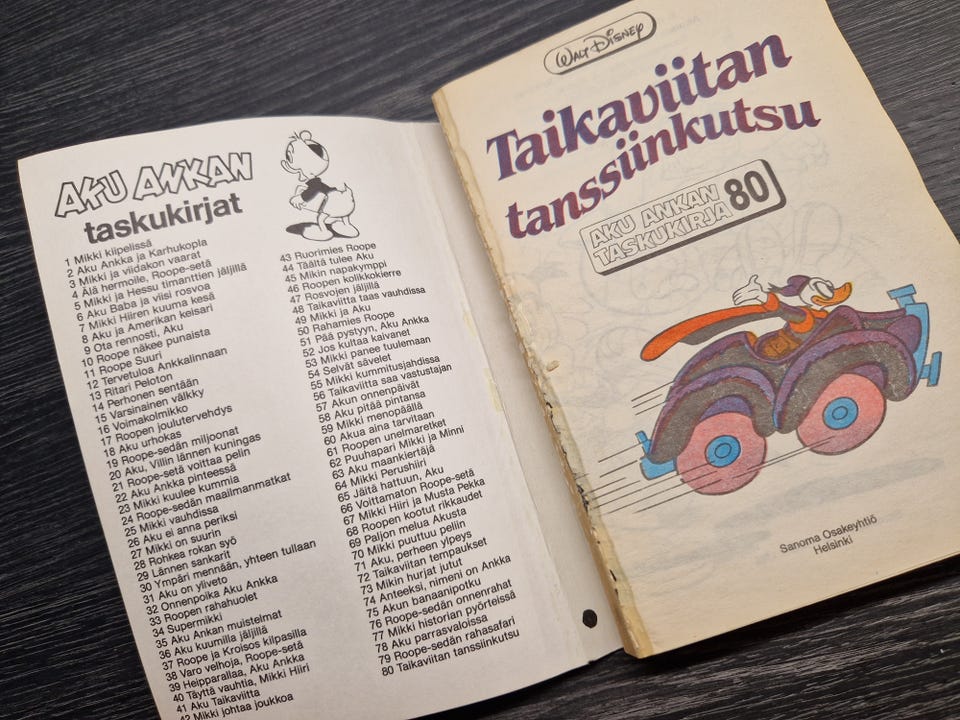 AKU ANKAN
taskukirjat
1 Mikki kiipelissä
2 Aku Ankka ja Karhukopla
3 Mikki ja viidakon vaarat
4 Älä hermoile, Roope-setä
5 Mikki ja Hessu timanttien jäljillä
6 Aku Baba ja viisi rosvoa
7 Mikki Hiiren kuuma kesä
8 Aku ja Amerikan keisari
9 Ota rennosti, Aku
10 Roope näkee punaista
11 Roope Suuri
12 Tervetuloa Ankkalinnaan
13 Ritari Peloton
14 Perhonen sentään
15 Varsinainen välkky
16 Voimakolmikko
17 Roopen joulutervehdys
18 Aku urhokas
19 Roope-sedän miljoonat
20 Aku, Villin lännen kuningas
21 Roope-setä voittaa pelin
22 Aku Ankka pinteessä
23 Mikki kuulee kummia
24 Roope-sedän maailmanmatkat
25 Mikki vauhdissa
26 Aku ei anna periksi
27 Mikki on suurin
28 Rohkea rokan syö
29 Lännen sankarit
30 Ympäri mennään, yhteen tullaan
31 Aku on yliveto
32 Onnenpoika Aku Ankka
33 Roopen rahahuolet
34 Supermikki
35 Aku Ankan muistelmat
36 Aku kuumilla jäljillä
37 Roope ja Kroisos kilpasilla
38 Varo velhoja, Roope-setä
39 Heipparallaa, Aku Ankka
40 Täyttä vauhtia, Mikki Hiiri
41 Aku Taikaviitta
42 Mikki johtaa joukkoa
43 Ruorimies Roope
44 Täältä tulee Aku
45 Mikin napakymppi
46 Roopen kolikkokierre
47 Rosvojen jäljillä
48 Taikaviitta taas vauhdissa
49 Mikki ja Aku
50 Rahamies Roope
51 Pää pystyyn, Aku Ankka
52 Jos kultaa kaivanet
53 Mikki panee tuulemaan
54 Selvät sävelet
55 Mikki kummitusjahdissa
56 Taikaviitta saa vastustajan
57 Akun onnenpäivät
58 Aku pitää pintansa
59 Mikki menopäällä
60 Akua aina tarvitaan
61 Roopen unelmaretket
62 Puuhapari Mikki ja Minni
63 Aku maankiertäjä
64 Mikki Perushiiri
65 Jäitä hattuun, Aku
66 Voittamaton Roope-setä
67 Mikki Hiiri ja Musta Pekka
68 Roopen kootut rikkaudet
69 Paljon melua Akusta
70 Mikki puuttuu peliin
71 Aku, perheen ylpeys
72 Taikaviitan tempaukset
73 Mikin hurjat jutut
74 Anteeksi, nimeni on Ankka
75 Akun banaanipotku
76 Roope-sedän onnenrahat
77 Mikki historian pyörteissä
78 Aku parrasvaloissa
79 Roope-sedän rahasafari
80 Taikaviitan tanssiinkutsu
WALT DISNEY
Taikaviitan
tanssiinkutsu
AKU ANKAN
TASKUKIRJA 80
Sanoma Osakeyhtiö
Helsinki